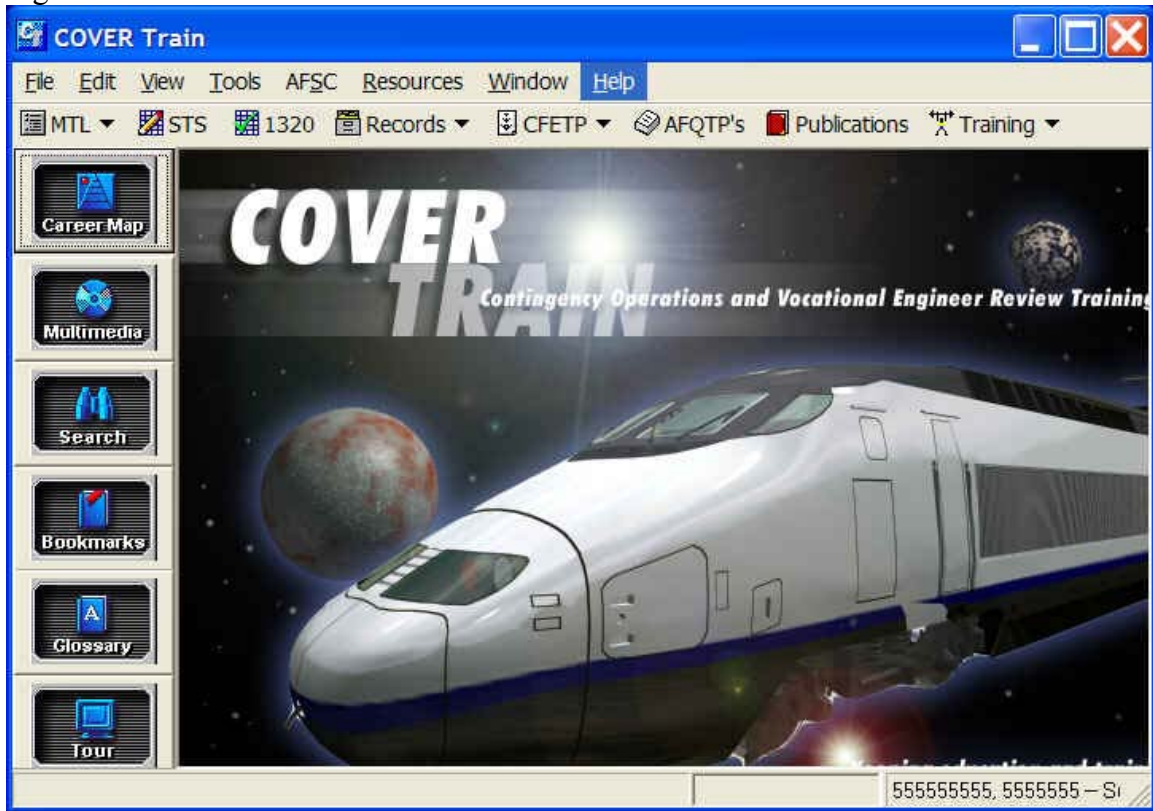 COVER Train
File Edit View Tools AFSC Resources Window Help
MTL STS 1320 Records CFETP AFQTP's Publications Training
Career Map
COVER
TRAIN
Contingency Operations and Vocational Engineer Review Training
Multimedia
Search
Bookmarks
A
Glossary
Tour
555555555, 5555555 –